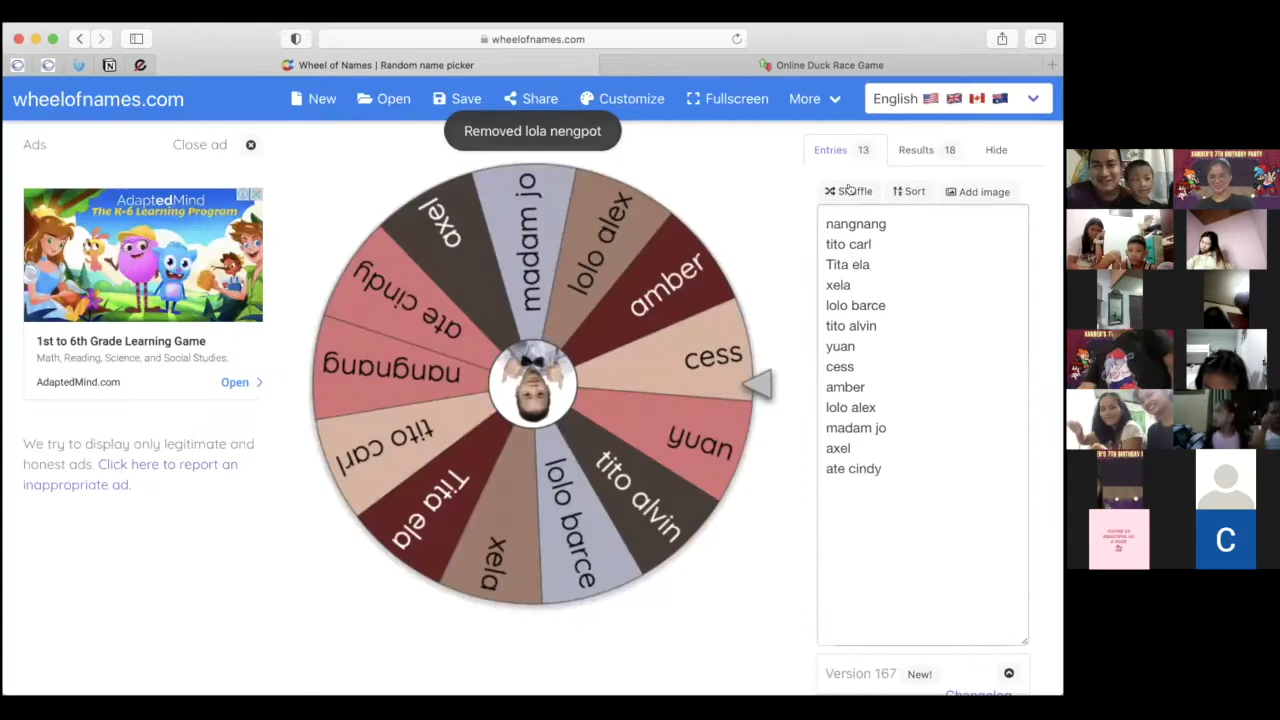 wheelofnames.com
Wheel of Names | Random name picker
Online Duck Race Game
wheelofnames.com
New
Open
Save
Share
Customize
Fullscreen
More
English
Removed lola nengpot
Ads
Close ad
AdaptedMind
The K-6 Learning Program
1st to 6th Grade Learning Game
Math, Reading, Science, and Social Studies.
AdaptedMind.com
Open
We try to display only legitimate and
honest ads. Click here to report an
inappropriate ad.
madam jo
lolo alex
amber
cess
yuan
tito alvin
lolo barce
xela
Tita ela
tito carl
nangnang
ate cindy
axel
Entries 13
Results 18
Hide
Shuffle
Sort
Add image
nangnang
tito carl
Tita ela
xela
lolo barce
tito alvin
yuan
cess
amber
lolo alex
madam jo
axel
ate cindy
Version 167
New!
Changelog
XANDER'S 7TH BIRTHDAY PARTY
C